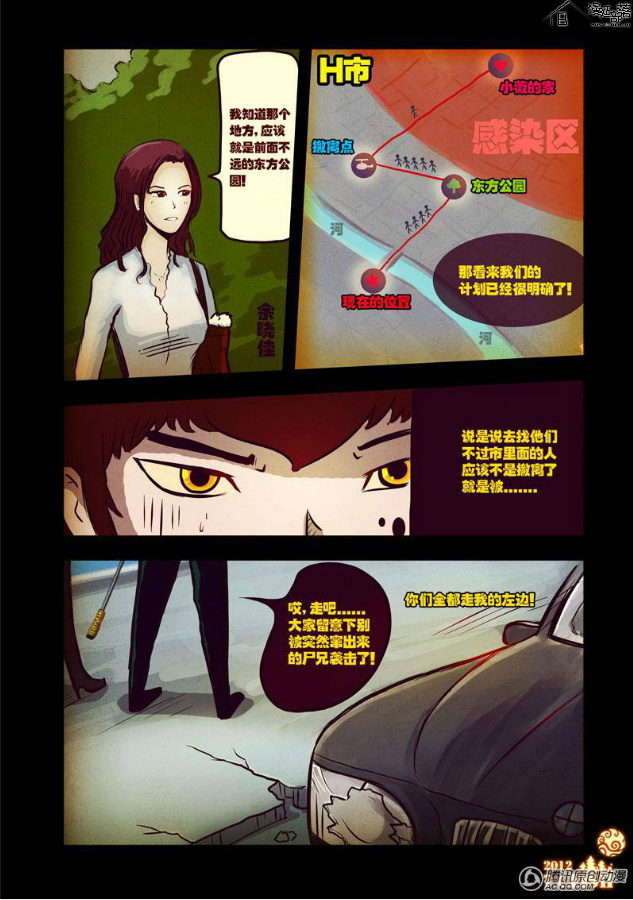 漫画部落
我知道那个
地方,应该
就是前面不
远的东方公
园!
余晓佳
H市
小薇的家
感染区
撤离点
东方公园
河
那看来我们的
计划已经很明确了!
现在的位置
河
说是说去找他们
不过市里面的人
应该不是撤离了
就是被.......
哎,走吧......
大家留意下别
被突然窜出来
的尸兄袭击了!
你们全都走我的左边!
2012
腾讯原创动漫
AC.QQ.COM